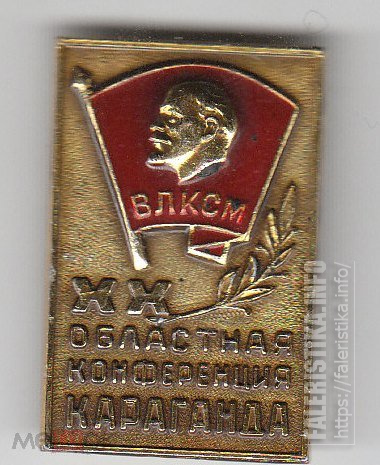 ВЛКСМ
XX
ОБЛАСТНАЯ
КОНФЕРЕНЦИЯ
КАРАГАНДА
FALERISTIKA.INFO
https://faleristika.info/